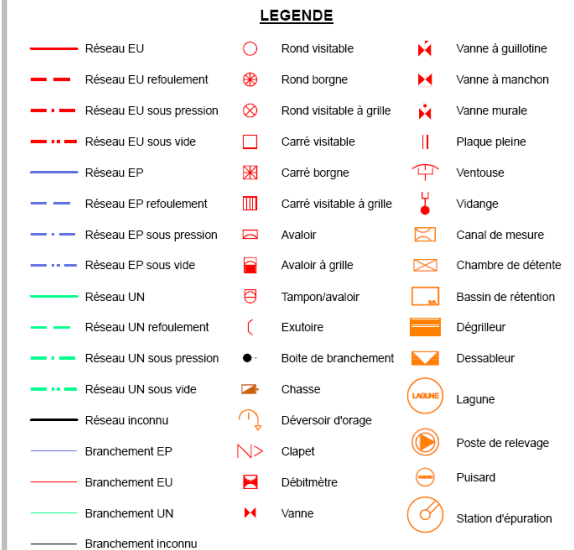 LEGENDE
Réseau EU
Réseau EU refoulement
Réseau EU sous pression
Réseau EU sous vide
Réseau EP
Réseau EP refoulement
Réseau EP sous pression
Réseau EP sous vide
Réseau UN
Réseau UN refoulement
Réseau UN sous pression
Réseau UN sous vide
Réseau inconnu
Branchement EP
Branchement EU
Branchement UN
Branchement inconnu
Rond visitable
Rond borgne
Rond visitable à grille
Carré visitable
Carré borgne
Carré visitable à grille
Avaloir
Avaloir à grille
Tampon/avaloir
Exutoire
Boite de branchement
Chasse
Déversoir d'orage
Clapet
Débitmètre
Vanne
Vanne à guillotine
Vanne à manchon
Vanne murale
Plaque pleine
Ventouse
Vidange
Canal de mesure
Chambre de détente
Bassin de rétention
Dégrilleur
Dessableur
LAGUNE
Lagune
Poste de relevage
Puisard
Station d'épuration